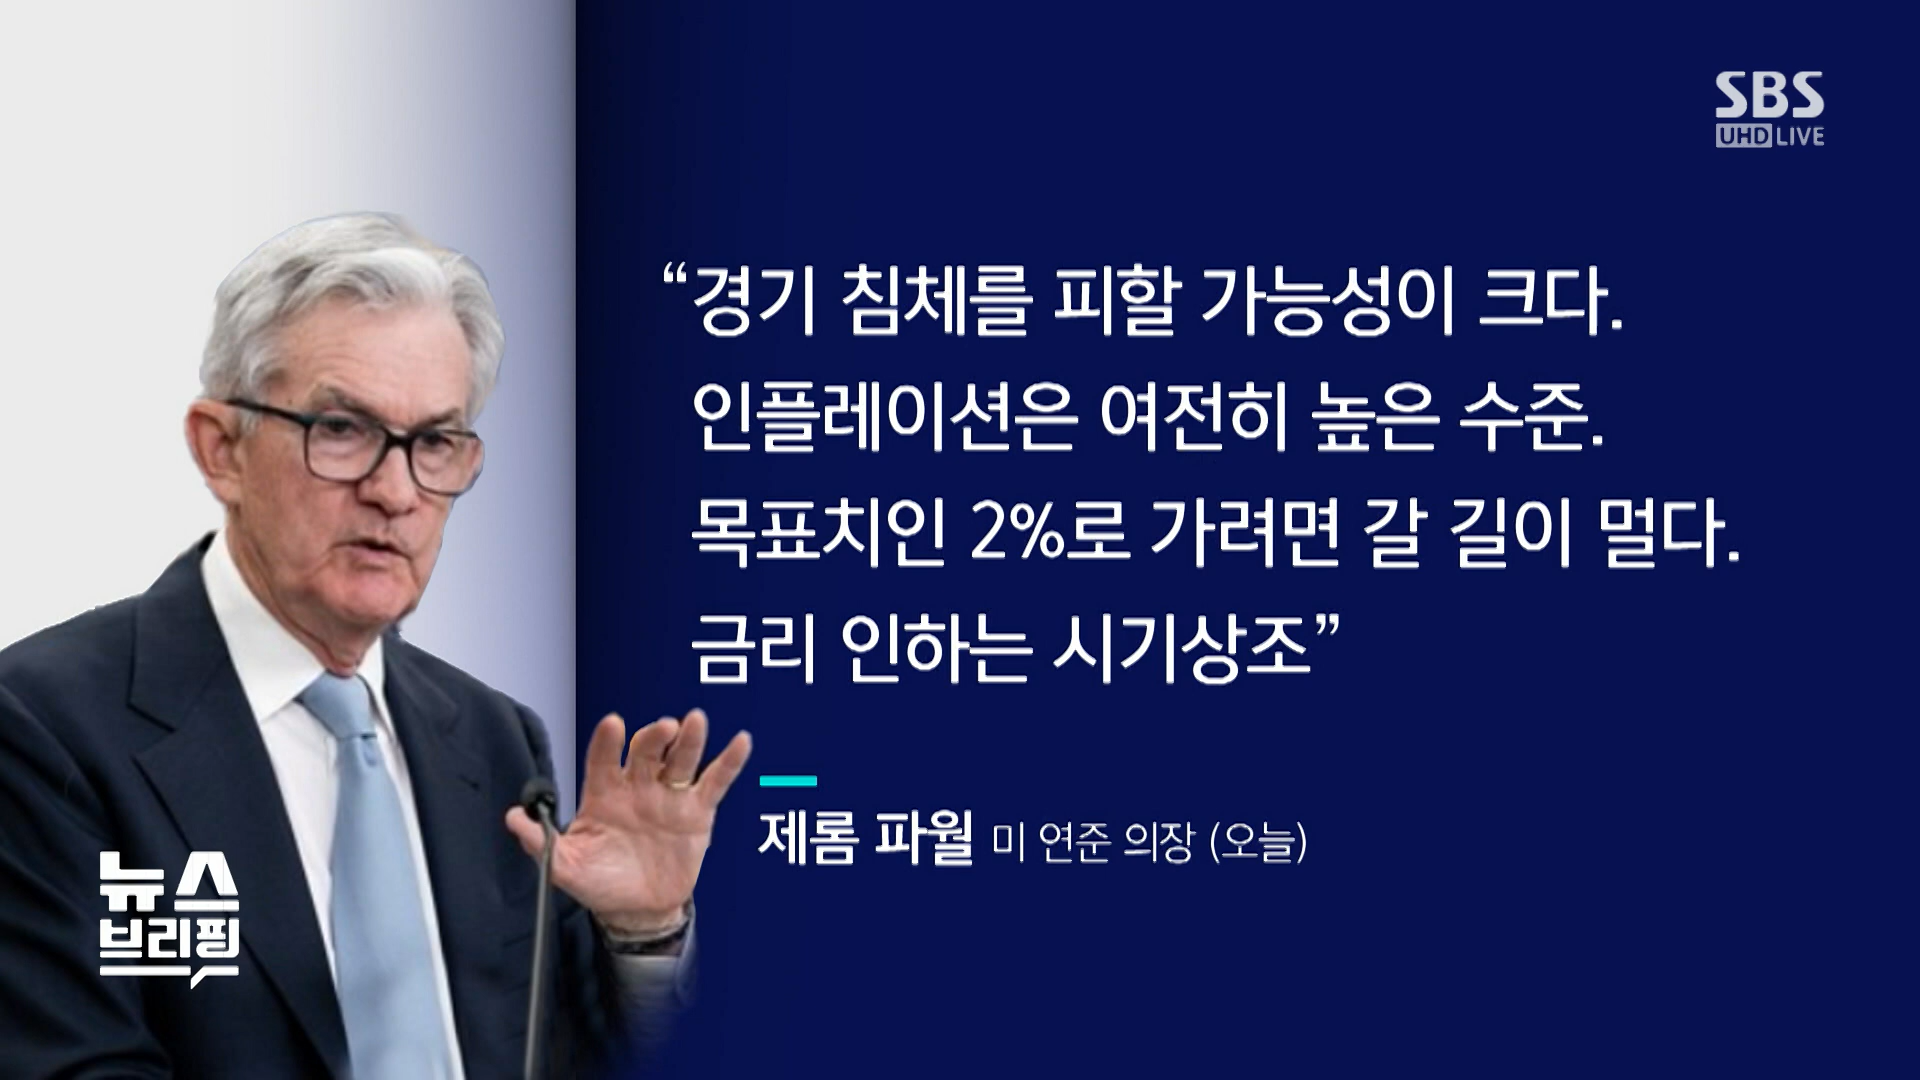 SBS
UHD LIVE
“경기 침체를 피할 가능성이 크다.
인플레이션은 여전히 높은 수준.
목표치인 2%로 가려면 갈 길이 멀다.
금리 인하는 시기상조”
제롬 파월 미 연준 의장 (오늘)
뉴스
브리핑